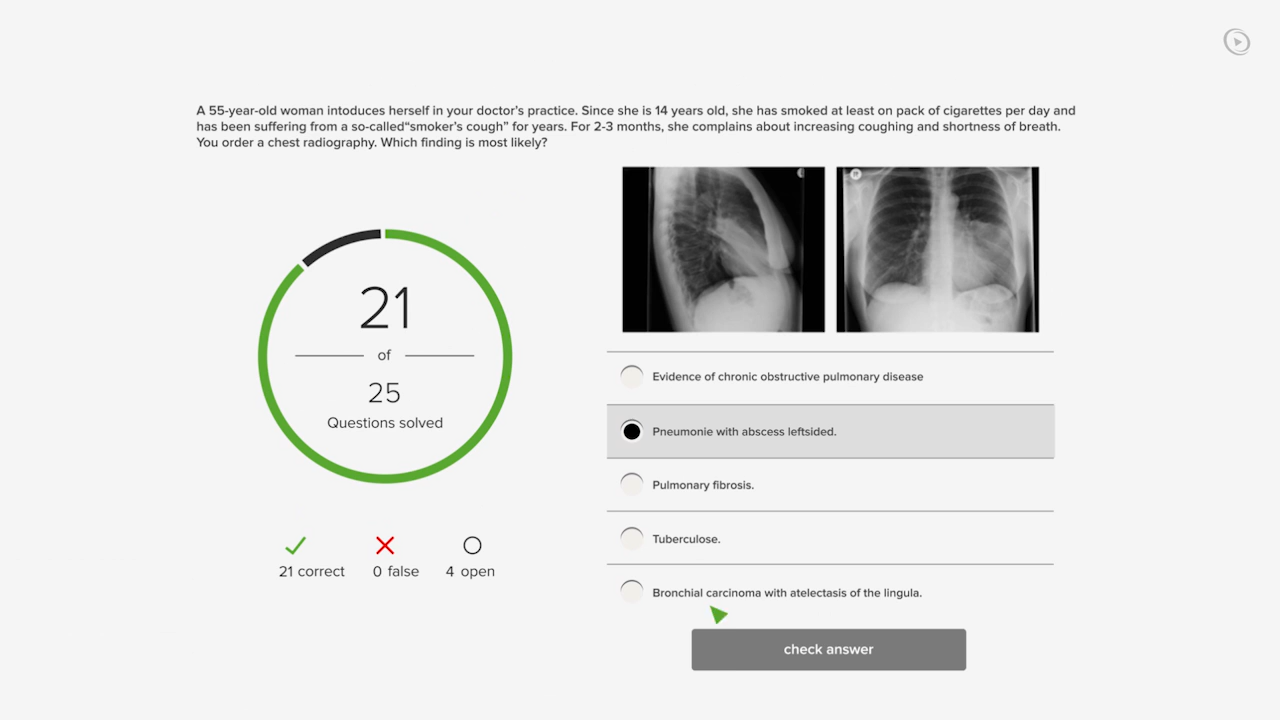 A 55-year-old woman intoduces herself in your doctor's practice. Since she is 14 years old, she has smoked at least on pack of cigarettes per day and
has been suffering from a so-called“smoker's cough” for years. For 2-3 months, she complains about increasing coughing and shortness of breath.
You order a chest radiography. Which finding is most likely?
21
of
25
Questions solved
21 correct
0 false
4 open
Evidence of chronic obstructive pulmonary disease
Pneumonie with abscess leftsided.
Pulmonary fibrosis.
Tuberculose.
Bronchial carcinoma with atelectasis of the lingula.
check answer